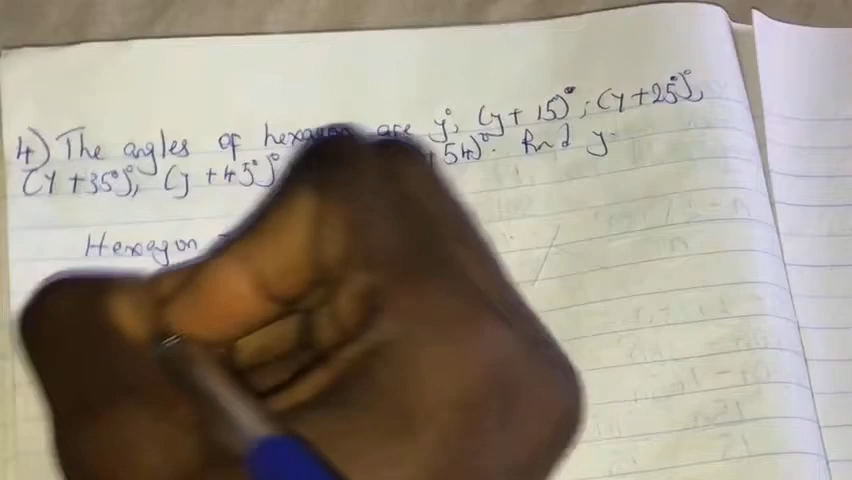 4) The angles of hexagon are y°, (y + 15)°, (y + 25°)°,
(y + 35°)°, (y + 45°)° + 54)°. Find y.
Hexagon